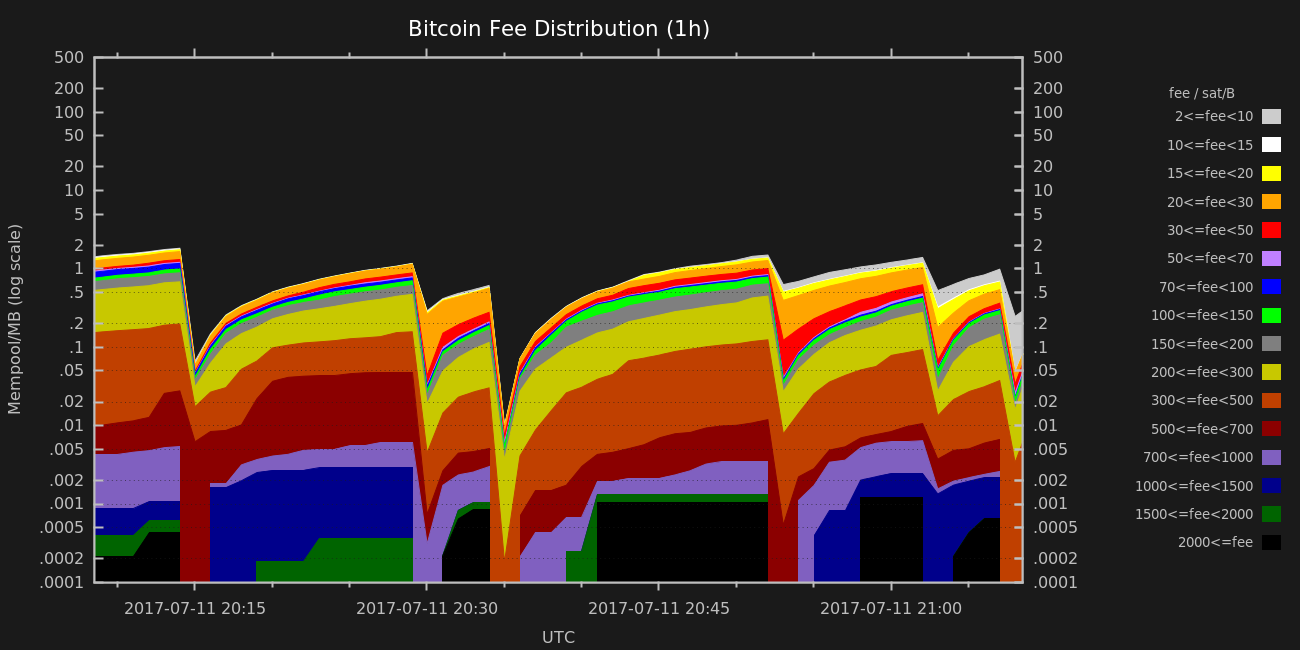 Bitcoin Fee Distribution (1h)
500 500
200 200
100 100
50 50
20 20
10 10
5 5
2 2
1 1
.5 .5
.2 .2
.1 .1
.05 .05
.02 .02
.01 .01
.005 .005
.002 .002
.001 .001
.0005 .0005
.0002 .0002
.0001 .0001
Mempool/MB (log scale)
2017-07-11 20:15 2017-07-11 20:30 2017-07-11 20:45 2017-07-11 21:00
UTC
fee / sat/B
2<=fee<10
10<=fee<15
15<=fee<20
20<=fee<30
30<=fee<50
50<=fee<70
70<=fee<100
100<=fee<150
150<=fee<200
200<=fee<300
300<=fee<500
500<=fee<700
700<=fee<1000
1000<=fee<1500
1500<=fee<2000
2000<=fee